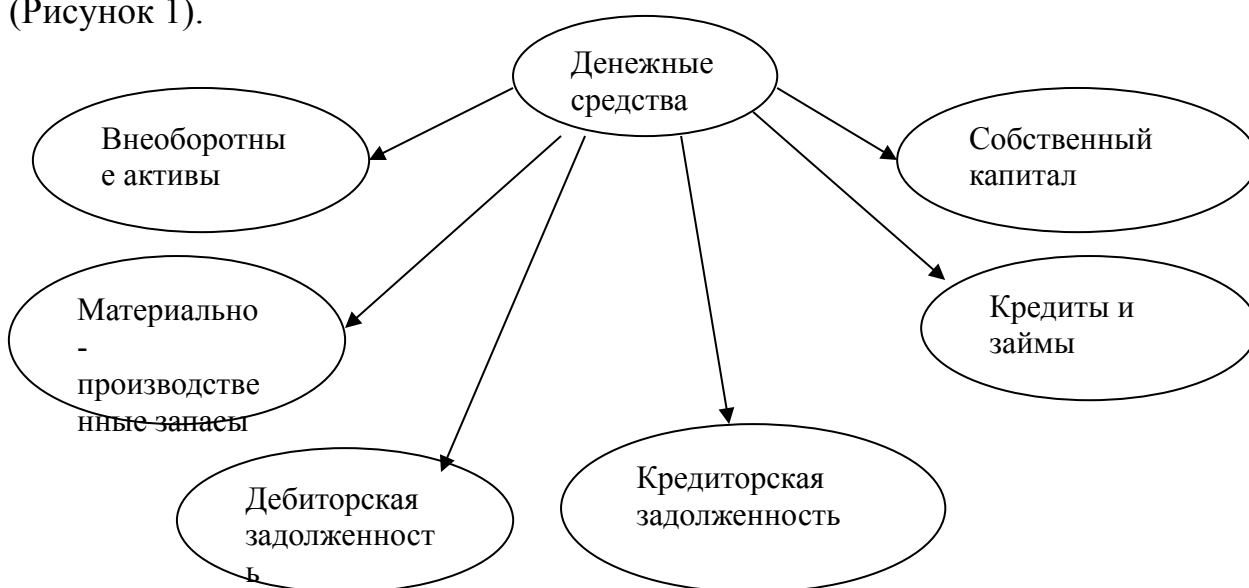 (Рисунок 1).
Денежные
средства
Внеоборотны
е активы
Собственный
капитал
Материально
-
производстве
нные запасы
Кредиты и
займы
Дебиторская
задолженност
ь
Кредиторская
задолженность